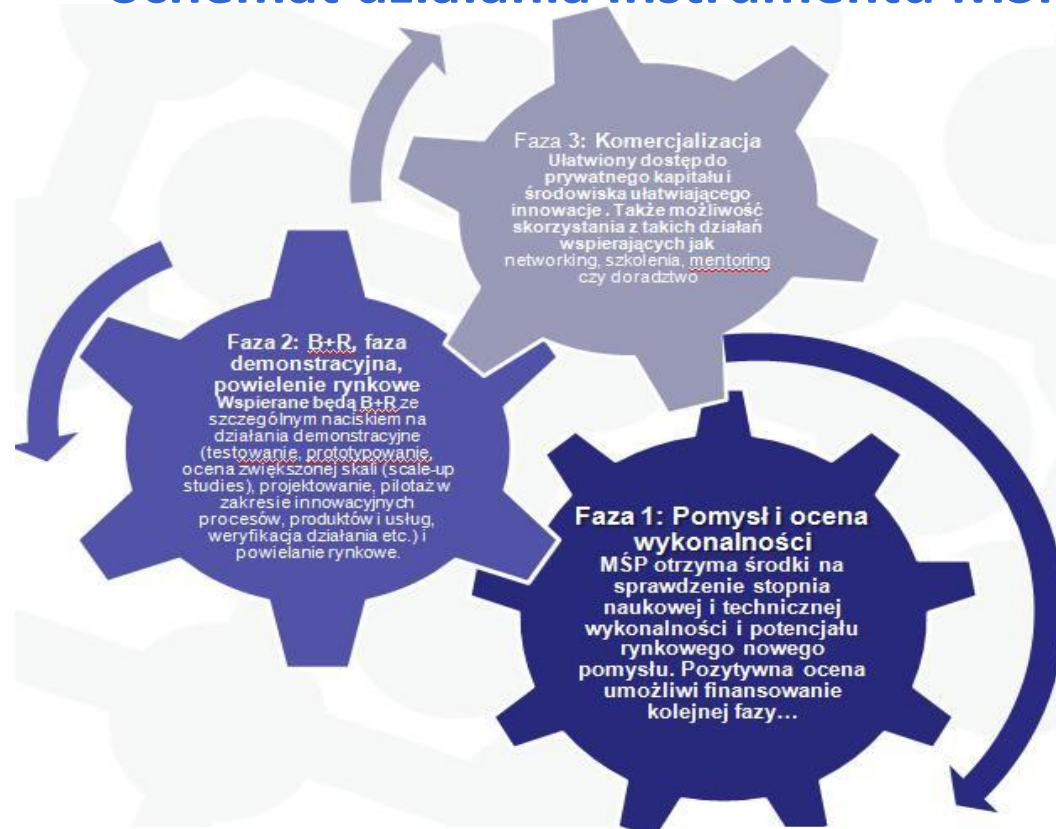 Schemat działania instrumentu MŚP
Faza 3: Komercjalizacja
Ułatwiony dostęp do
prywatnego kapitału i
środowiska ułatwiającego
innowacje . Także możliwość
skorzystania z takich działań
wspierających jak
networking, szkolenia, mentoring
czy doradztwo
Faza 2: B+R, faza
demonstracyjna,
powielenie rynkowe
Wspierane będą B+R ze
szczególnym naciskiem na
działania demonstracyjne
(testowanie, prototypowanie,
ocena zwiększonej skali (scale-up
studies), projektowanie, pilotaż w
zakresie innowacyjnych
procesów, produktów i usług,
weryfikacja działania etc.) i
powielanie rynkowe.
Faza 1: Pomysł i ocena
wykonalności
MŚP otrzyma środki na
sprawdzenie stopnia
naukowej i technicznej
wykonalności i potencjału
rynkowego nowego
pomysłu. Pozytywna ocena
umożliwi finansowanie
kolejnej fazy…